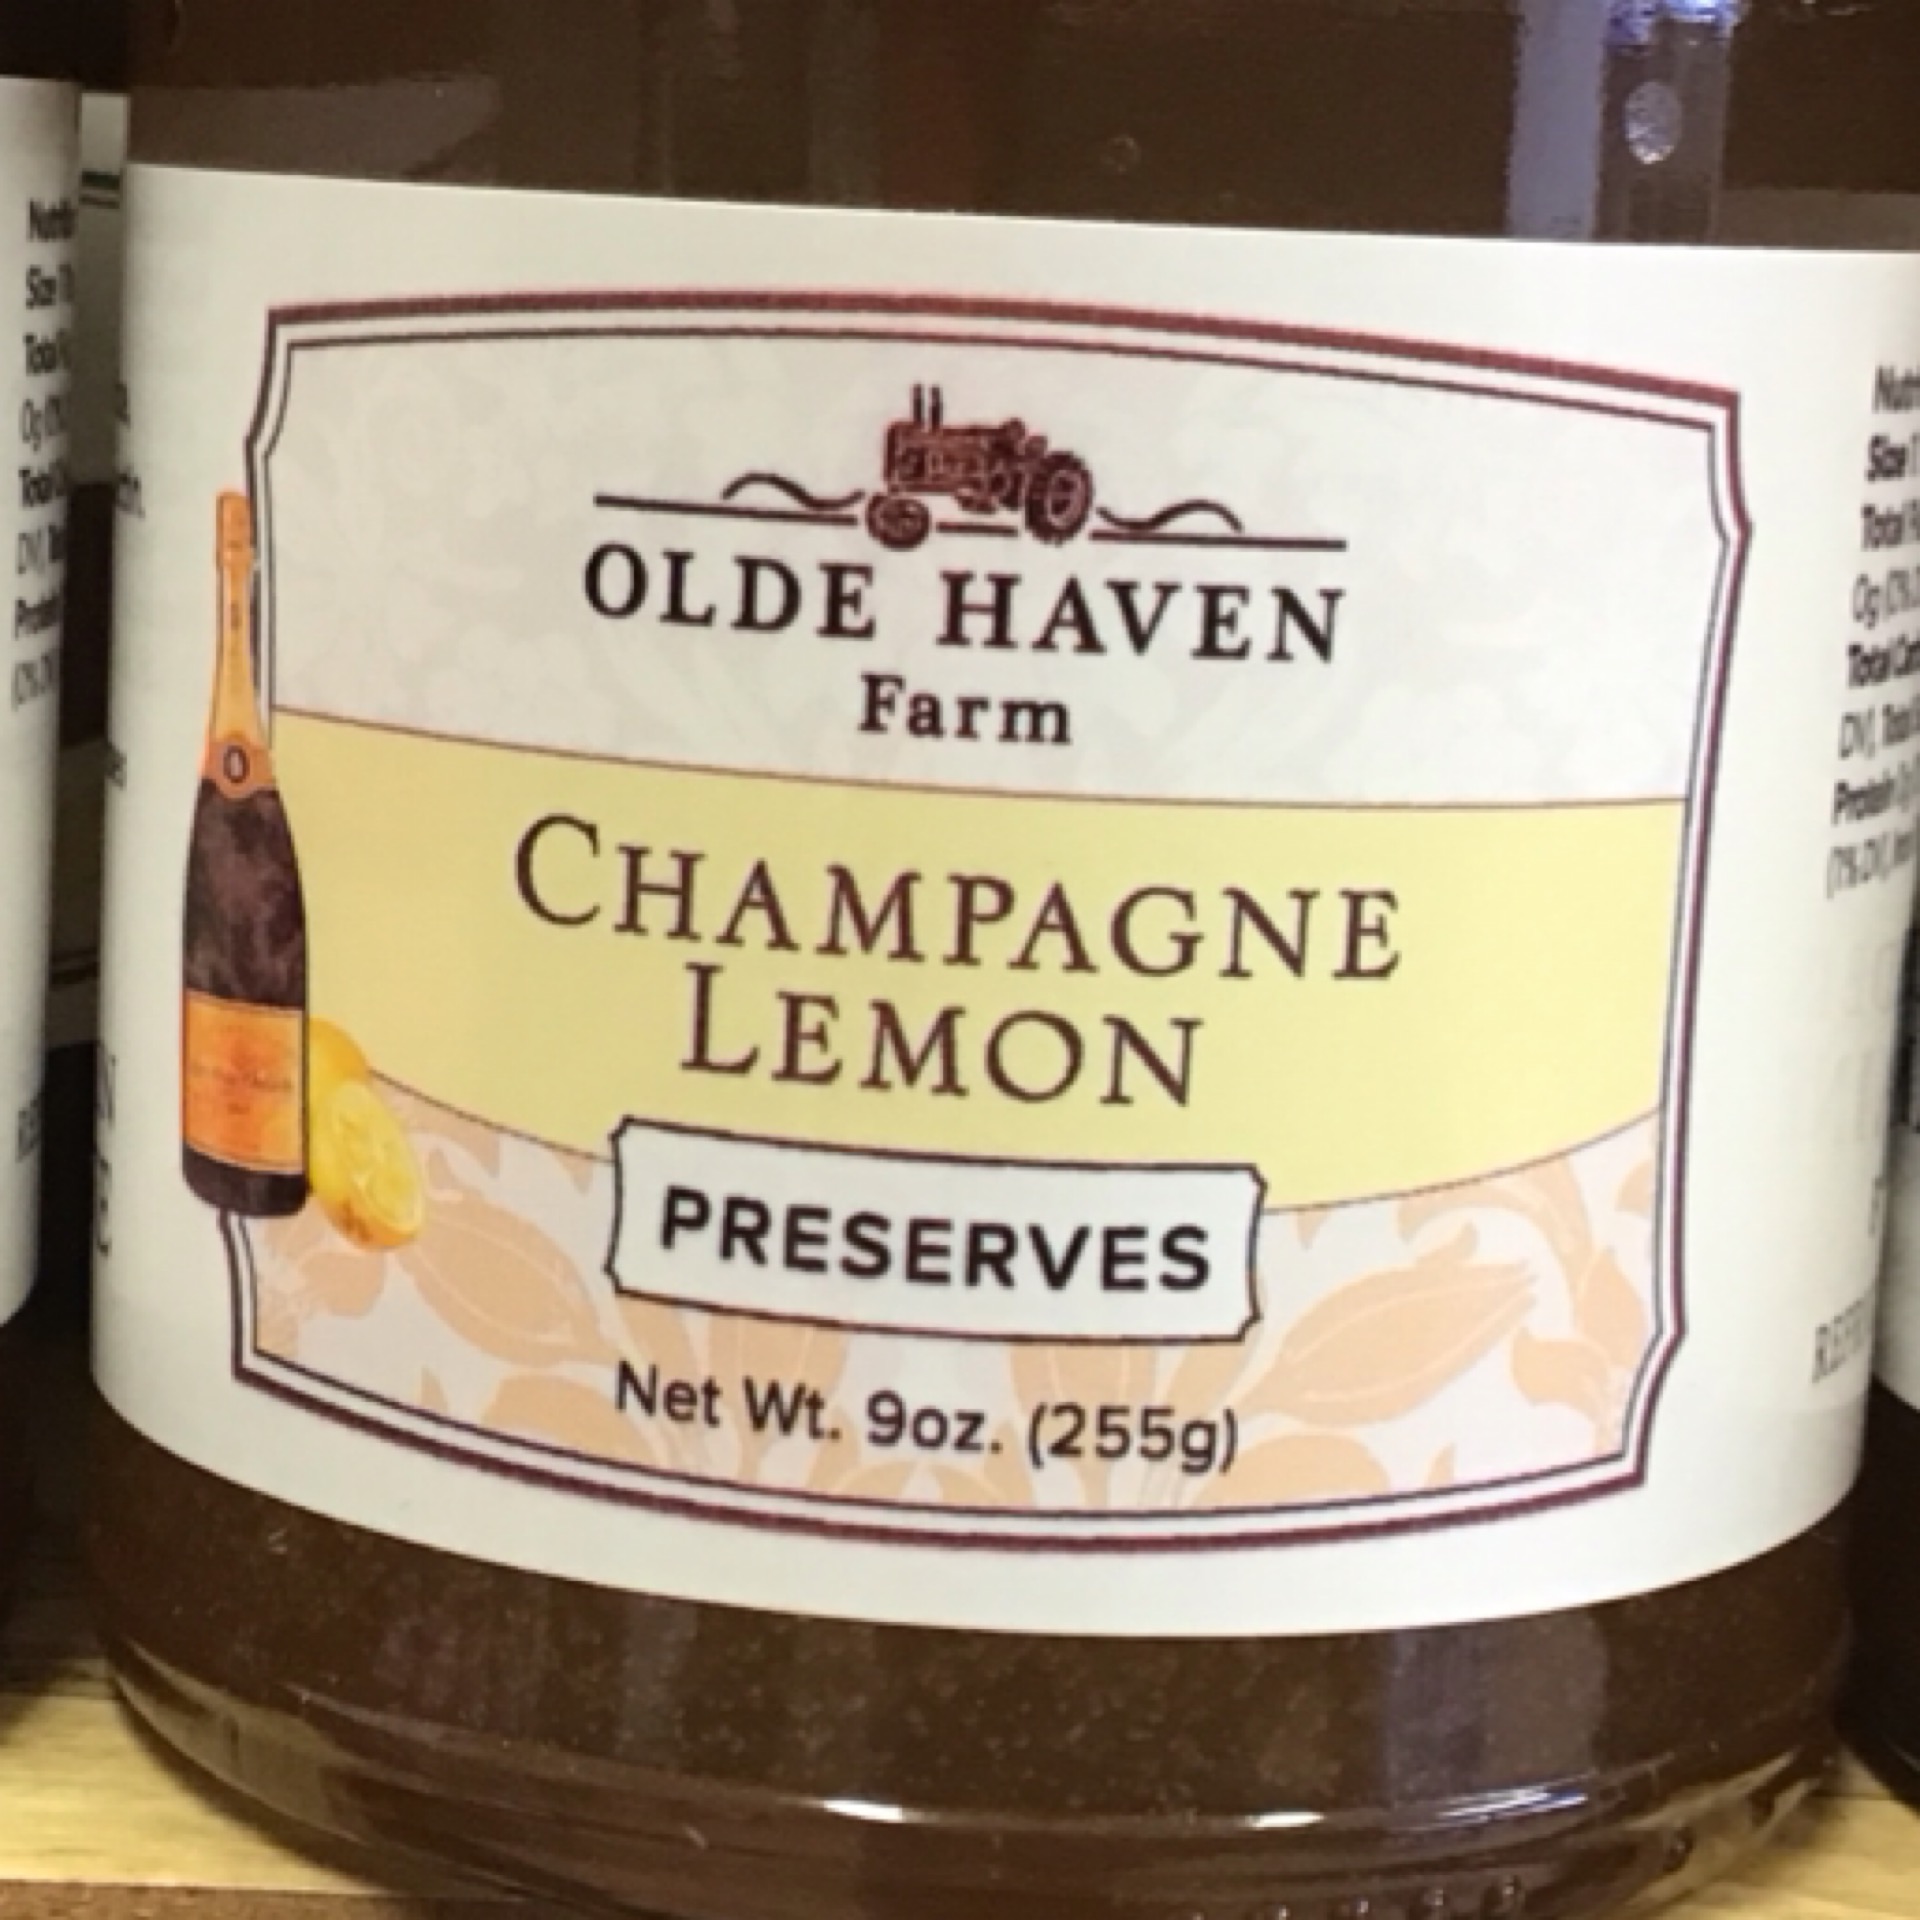 OLDE HAVEN
Farm
CHAMPAGNE
LEMON
PRESERVES
Net Wt. 9oz. (255g)